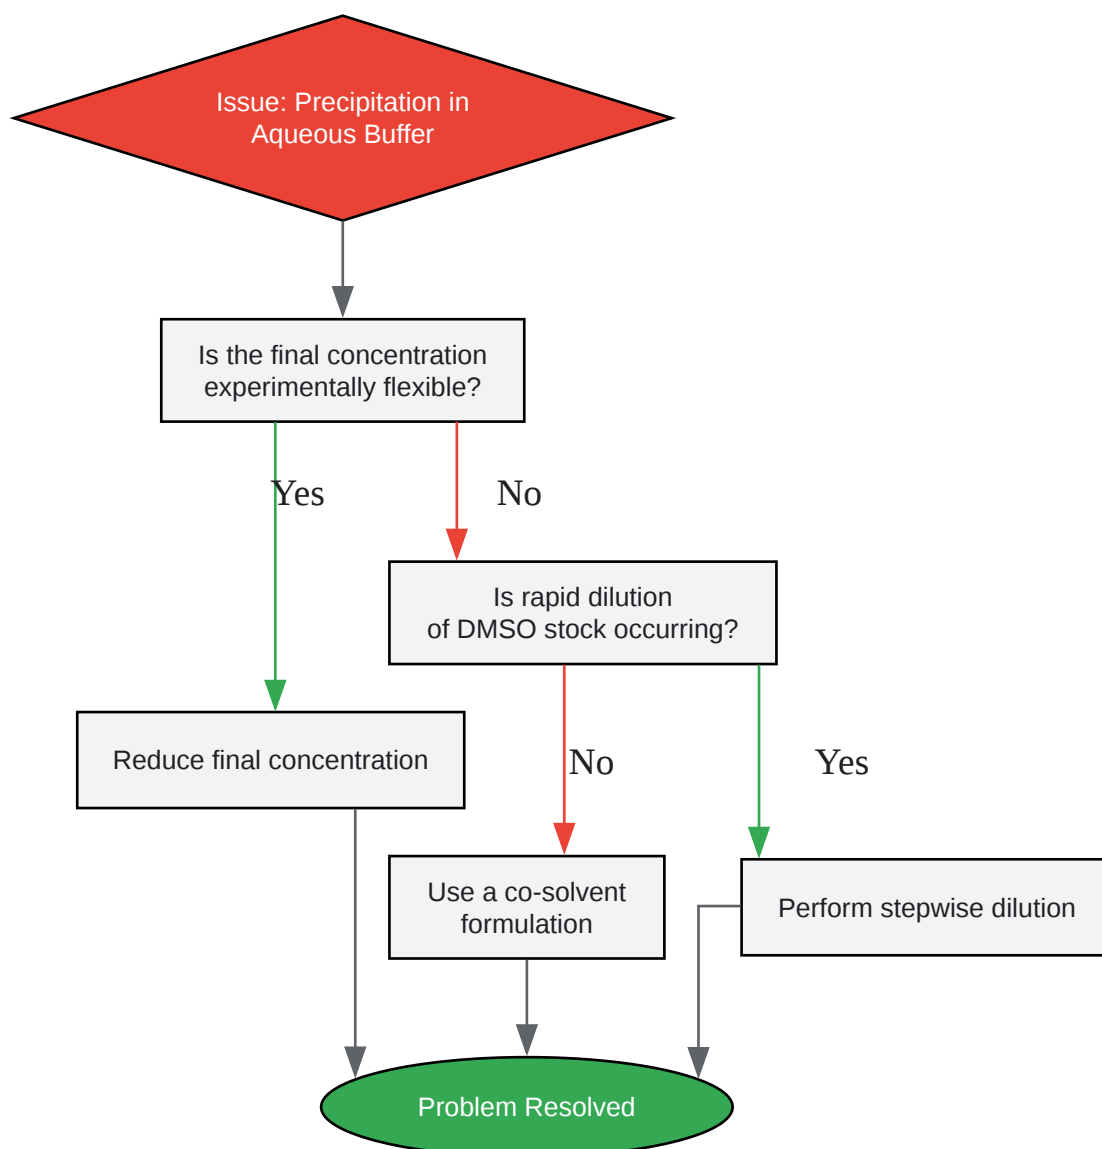 Issue: Precipitation in
Aqueous Buffer
Is the final concentration
experimentally flexible?
Yes
No
Is rapid dilution
of DMSO stock occurring?
Reduce final concentration
No
Yes
Use a co-solvent
formulation
Perform stepwise dilution
Problem Resolved